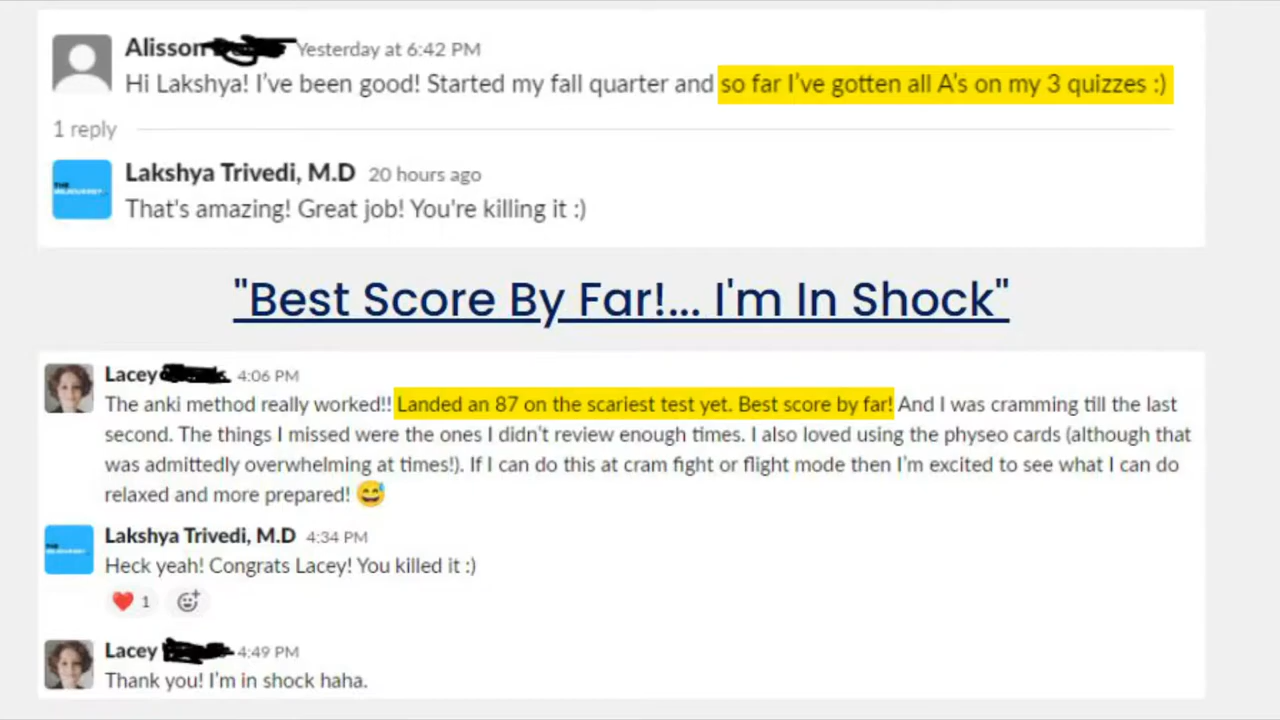 Alisson Yesterday at 6:42 PM
Hi Lakshya! I've been good! Started my fall quarter and so far I've gotten all A's on my 3 quizzes :)
1 reply
Lakshya Trivedi, M.D 20 hours ago
That's amazing! Great job! You're killing it :)
"Best Score By Far!... I'm In Shock"
Lacey 4:06 PM
The anki method really worked!! Landed an 87 on the scariest test yet. Best score by far! And I was cramming till the last
second. The things I missed were the ones I didn't review enough times. I also loved using the physeo cards (although that
was admittedly overwhelming at times!). If I can do this at cram fight or flight mode then I'm excited to see what I can do
relaxed and more prepared! 😅
Lakshya Trivedi, M.D 4:34 PM
Heck yeah! Congrats Lacey! You killed it :)
❤️ 1
Lacey 4:49 PM
Thank you! I'm in shock haha.